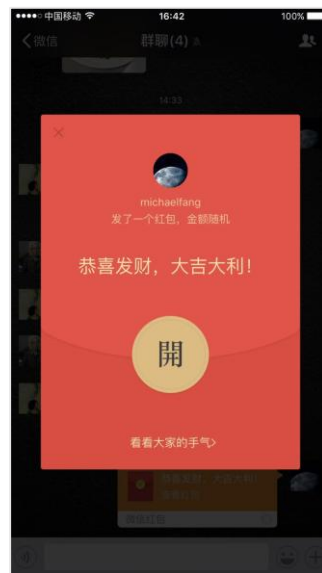 中国移动 16:42 100%
微信 群聊(4)
14:33
michaelfang
发了一个红包，金额随机
恭喜发财，大吉大利！
開
看看大家的手气>
恭喜发财，大吉大利！
微信红包